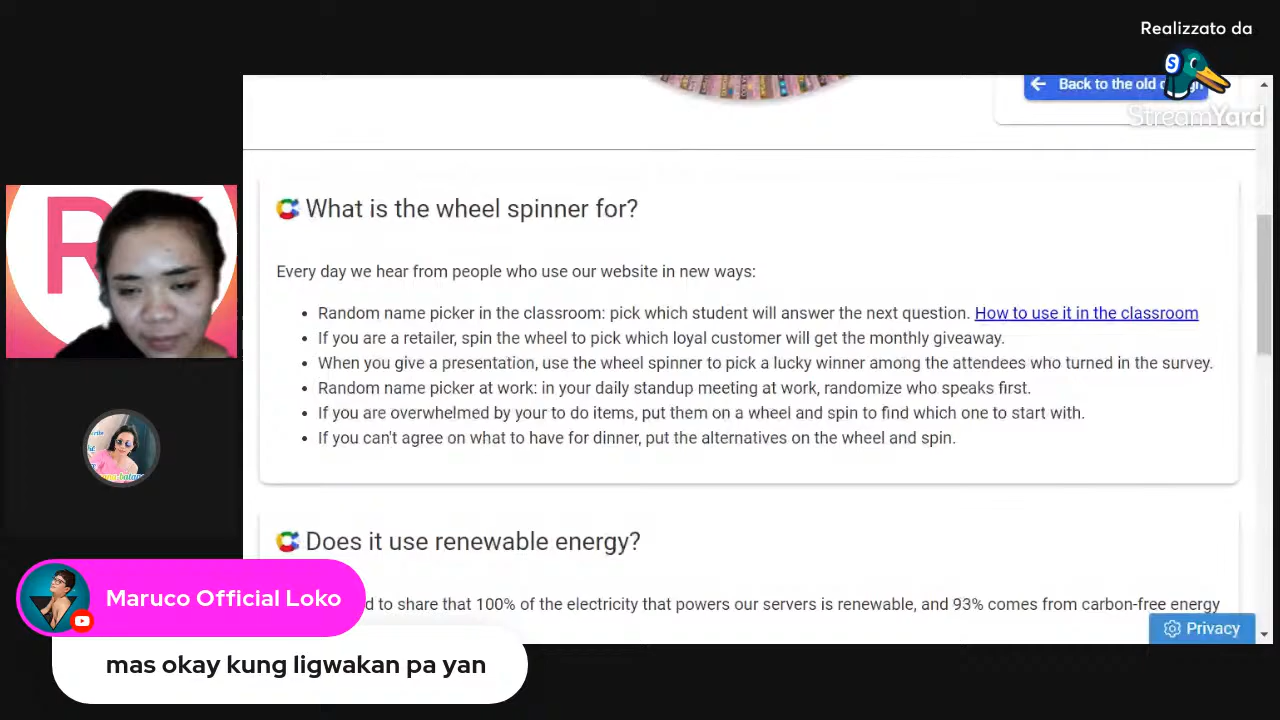 Realizzato da
StreamYard
Back to the old
What is the wheel spinner for?
Every day we hear from people who use our website in new ways:
Random name picker in the classroom: pick which student will answer the next question. How to use it in the classroom
If you are a retailer, spin the wheel to pick which loyal customer will get the monthly giveaway.
When you give a presentation, use the wheel spinner to pick a lucky winner among the attendees who turned in the survey.
Random name picker at work: in your daily standup meeting at work, randomize who speaks first.
If you are overwhelmed by your to do items, put them on a wheel and spin to find which one to start with.
If you can't agree on what to have for dinner, put the alternatives on the wheel and spin.
Does it use renewable energy?
to share that 100% of the electricity that powers our servers is renewable, and 93% comes from carbon-free energy
Privacy
Maruco Official Loko
mas okay kung ligwakan pa yan